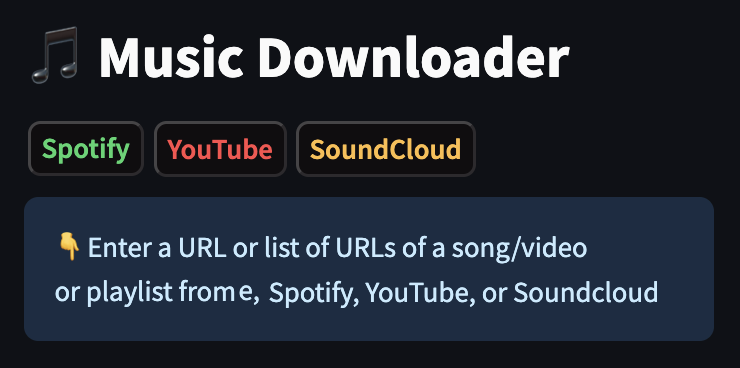 🎵 Music Downloader
Spotify YouTube SoundCloud
👇 Enter a URL or list of URLs of a song/video
or playlist frome, Spotify, YouTube, or Soundcloud